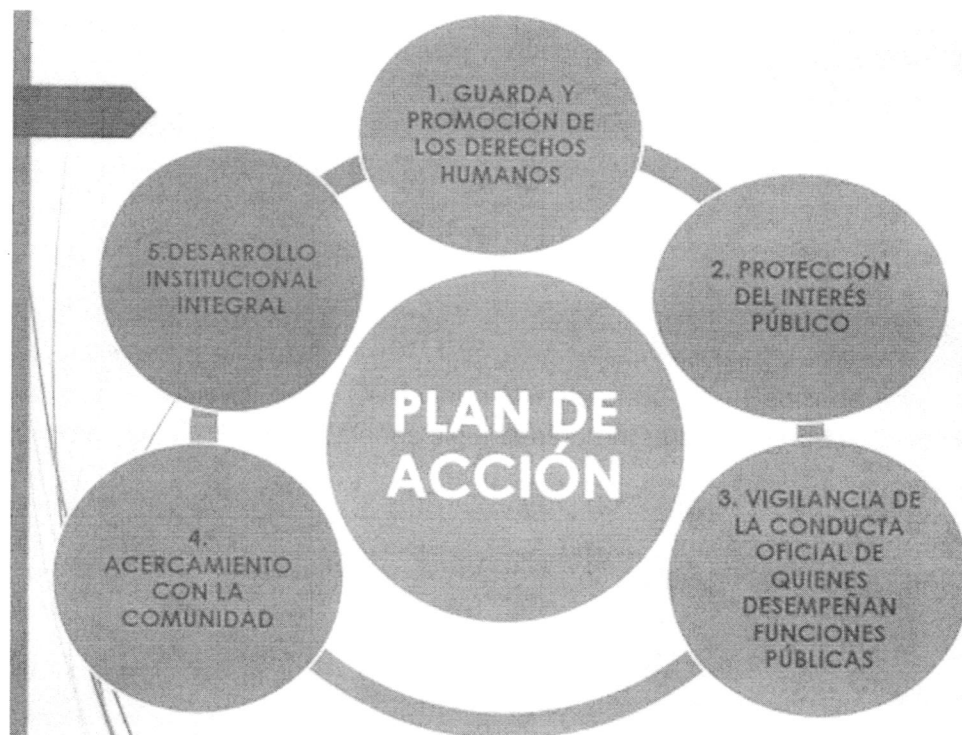 1. GUARDA Y
PROMOCIÓN DE
LOS DERECHOS
HUMANOS
2. PROTECCIÓN
DEL INTERÉS
PÚBLICO
3. VIGILANCIA DE
LA CONDUCTA
OFICIAL DE
QUIENES
DESEMPEÑAN
FUNCIONES
PÚBLICAS
4.
ACERCAMIENTO
CON LA
COMUNIDAD
5.DESARROLLO
INSTITUCIONAL
INTEGRAL
PLAN DE
ACCIÓN